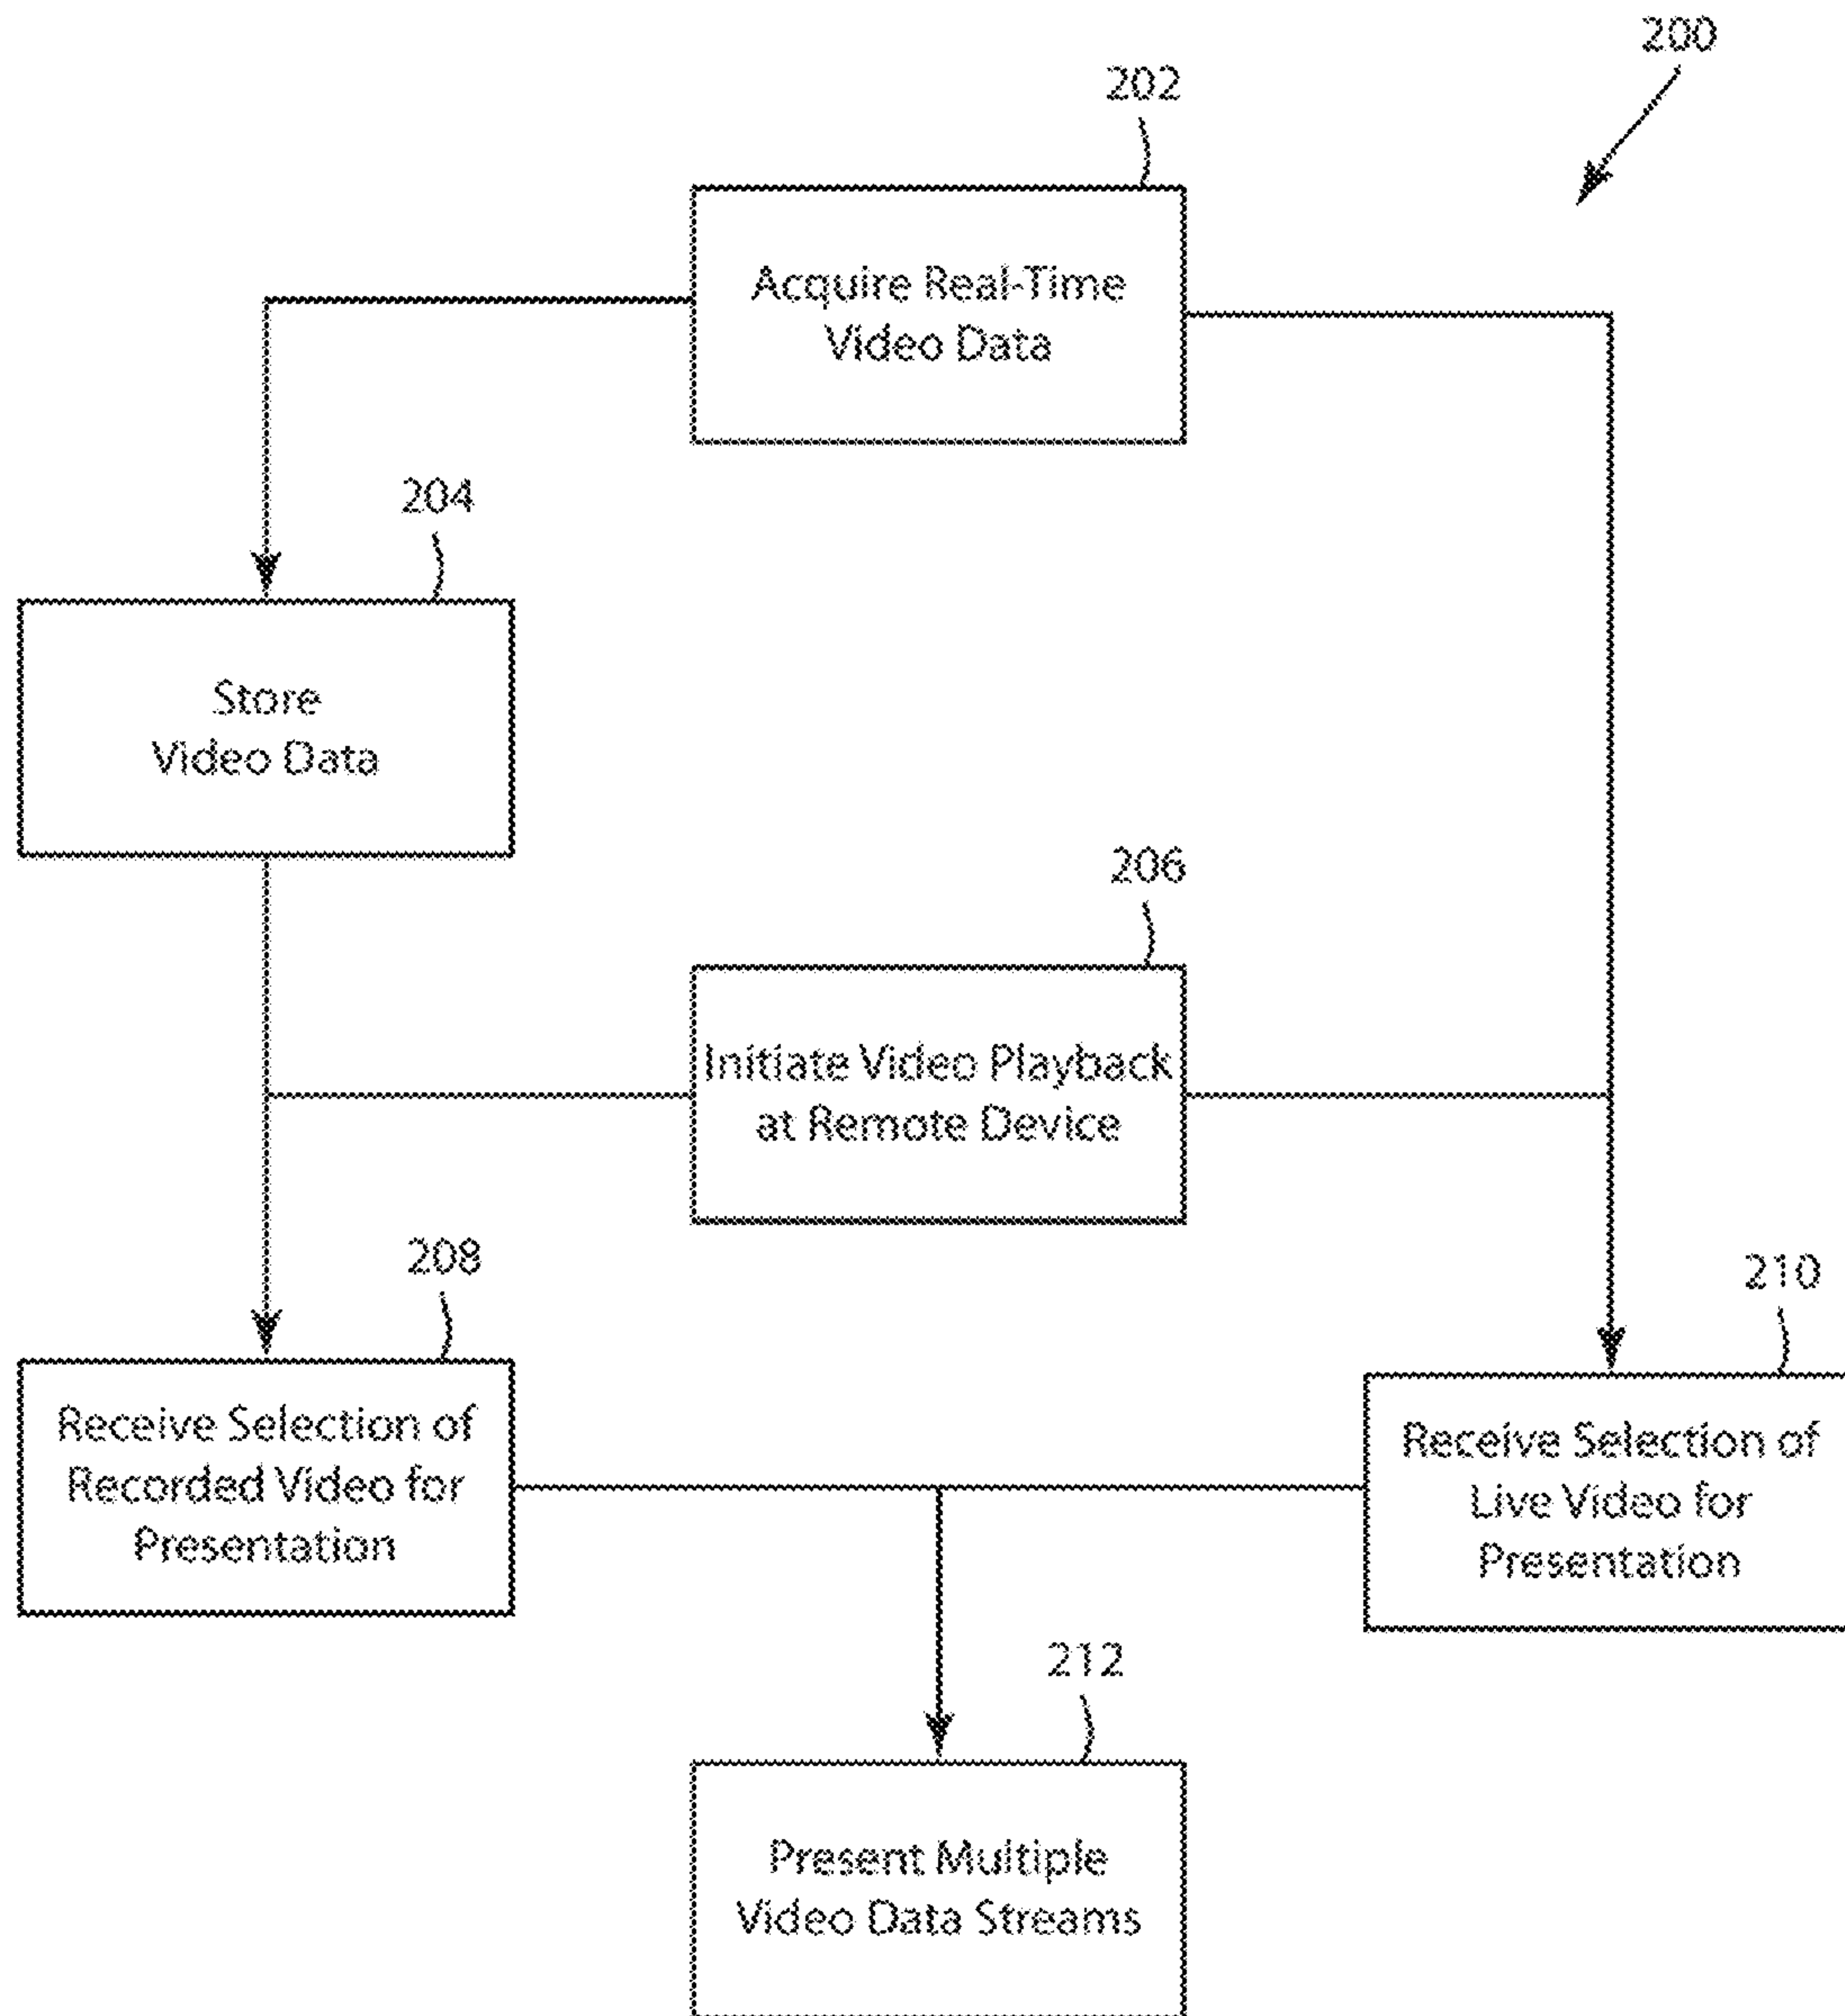 200
202
Acquire Real-Time
Video Data
204
Store
Video Data
206
Initiate Video Playback
at Remote Device
208
Receive Selection of
Recorded Video for
Presentation
210
Receive Selection of
Live Video for
Presentation
212
Present Multiple
Video Data Streams